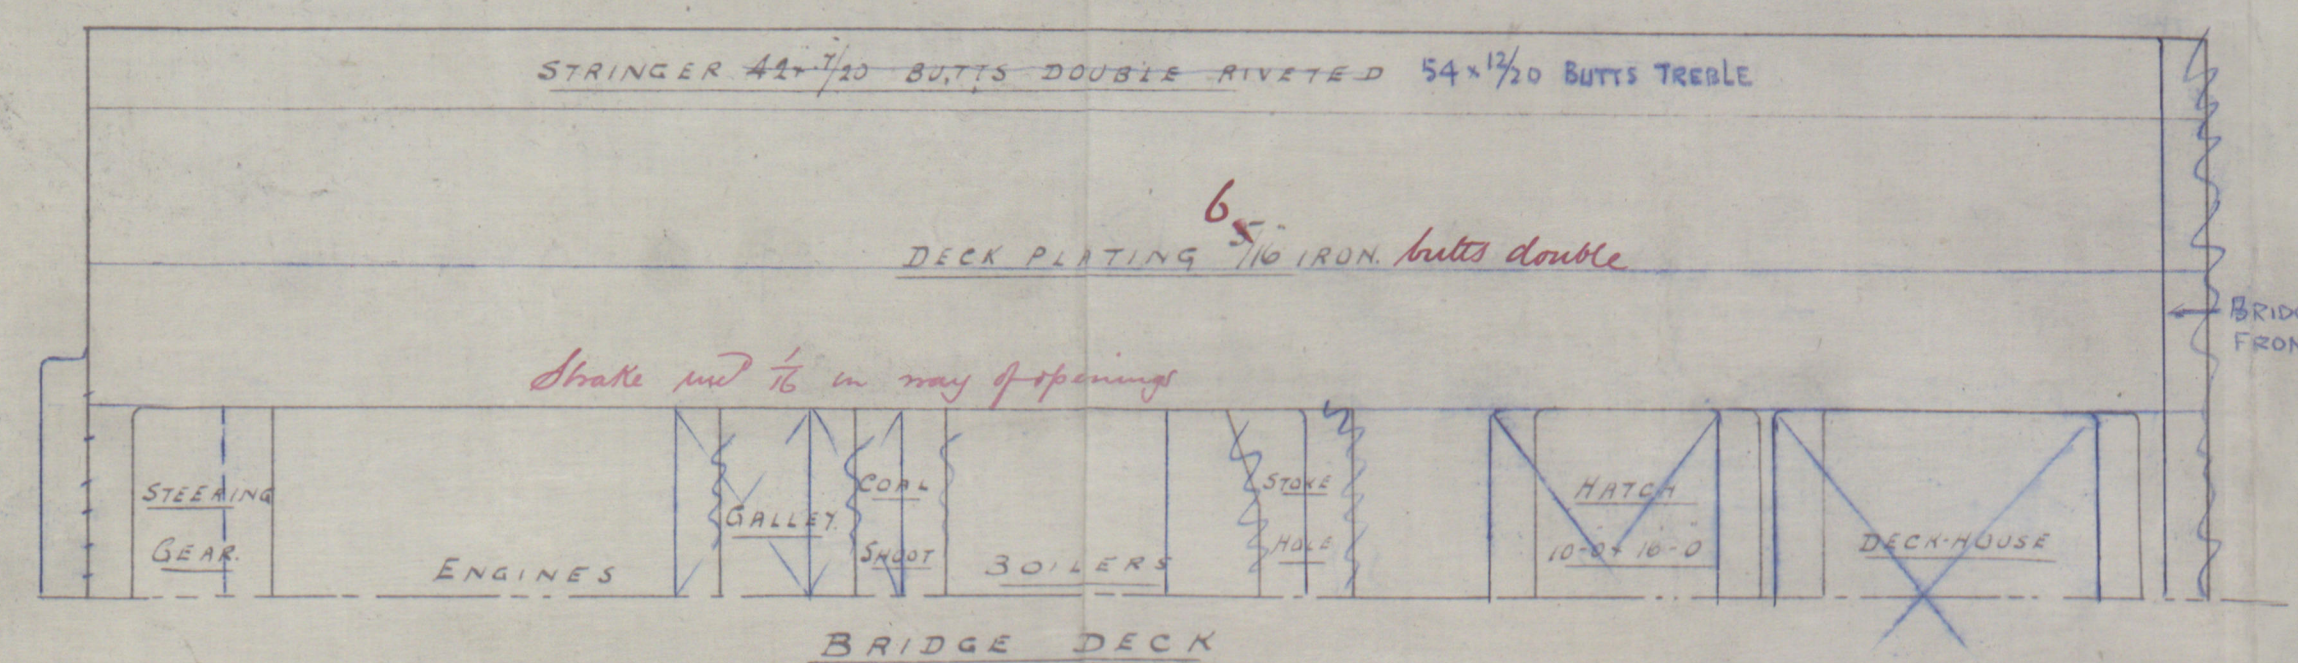 STRINGER 42 × 7/20 BUTTS DOUBLE RIVETED 54 × 12/20 BUTTS TREBLE
6
DECK PLATING 5/16 IRON. butts double
BRIDG
FRON
Strake incd 1/16 in way of openings
STEERING
GEAR.
ENGINES
GALLEY.
COAL
SHOOT
BOILERS
STOKE
HOLE
HATCH
10-0 × 16-0
DECK-HOUSE
BRIDGE DECK